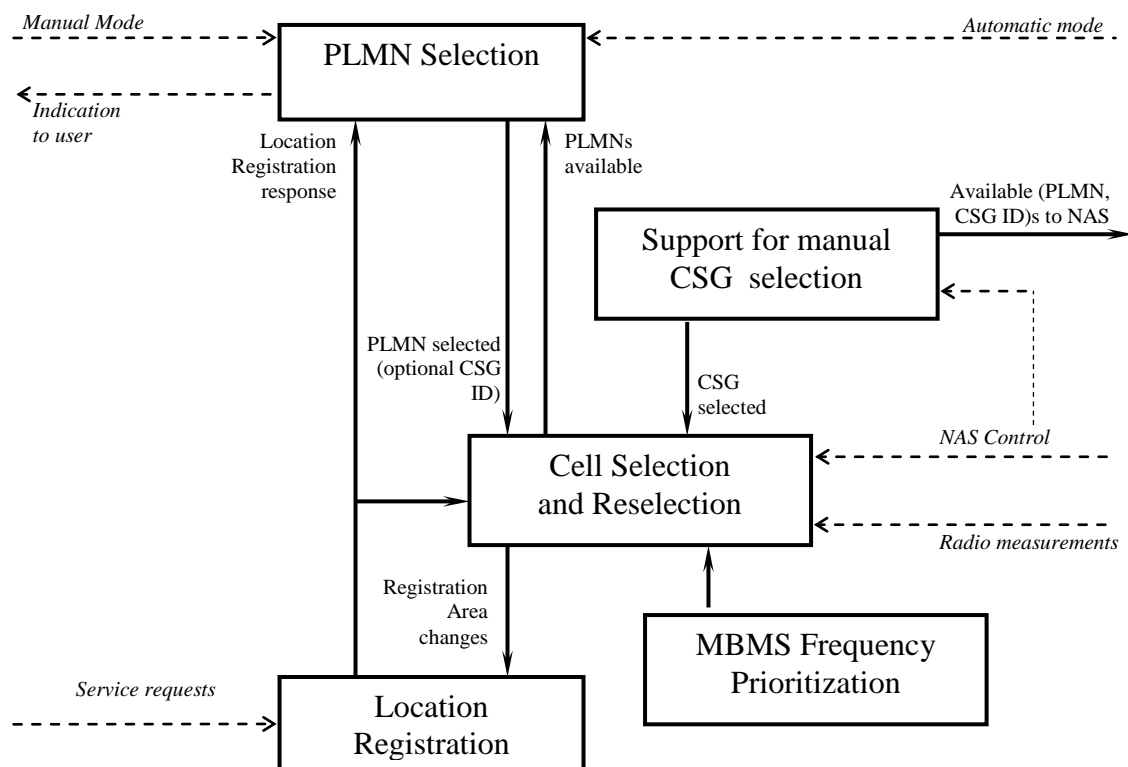 Manual Mode
Automatic mode
PLMN Selection
Indication
to user
Location
Registration
response
PLMNs
available
Available (PLMN,
CSG ID)s to NAS
Support for manual
CSG selection
PLMN selected
(optional CSG
ID)
CSG
selected
NAS Control
Cell Selection
and Reselection
Radio measurements
Registration
Area
changes
MBMS Frequency
Prioritization
Service requests
Location
Registration